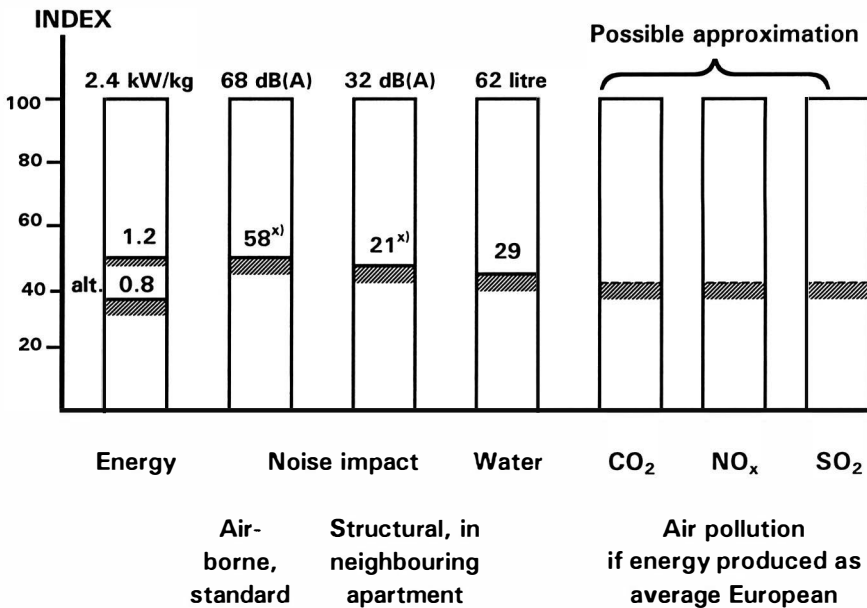 INDEX
Possible approximation
2.4 kW/kg 68 dB(A) 32 dB(A) 62 litre
100
80
60
1.2 58ˣ⁾ 21ˣ⁾ 29
alt. 0.8
40
20
Energy Noise impact Water CO₂ NOₓ SO₂
Air- Structural, in Air pollution
borne, neighbouring if energy produced as
standard apartment average European